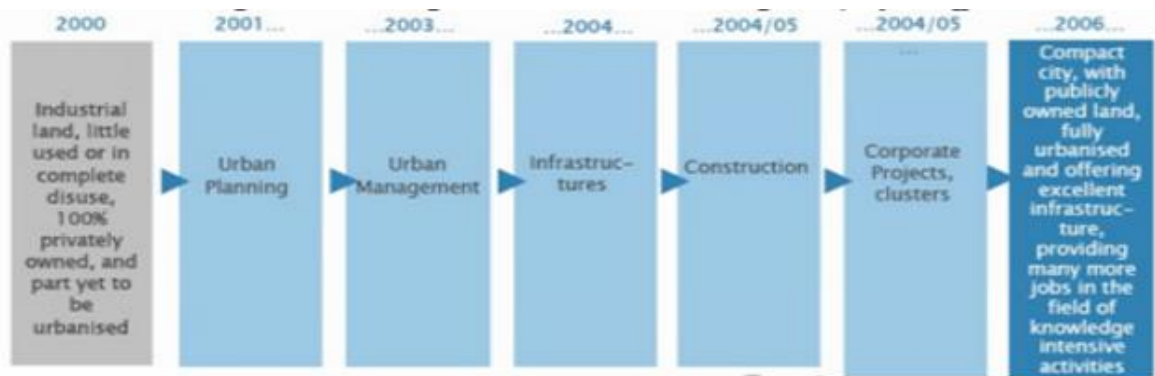 2000
Industrial
land, little
used or in
complete
disuse,
100%
privately
owned, and
part yet to
be
urbanised
2001...
Urban
Planning
...2003...
Urban
Management
...2004...
Infrastruc-
tures
...2004/05
Construction
...2004/05
...
Corporate
Projects,
clusters
...2006...
Compact
city, with
publicly
owned land,
fully
urbanised
and offering
excellent
infrastruc-
ture,
providing
many more
jobs in the
field of
knowledge
intensive
activities